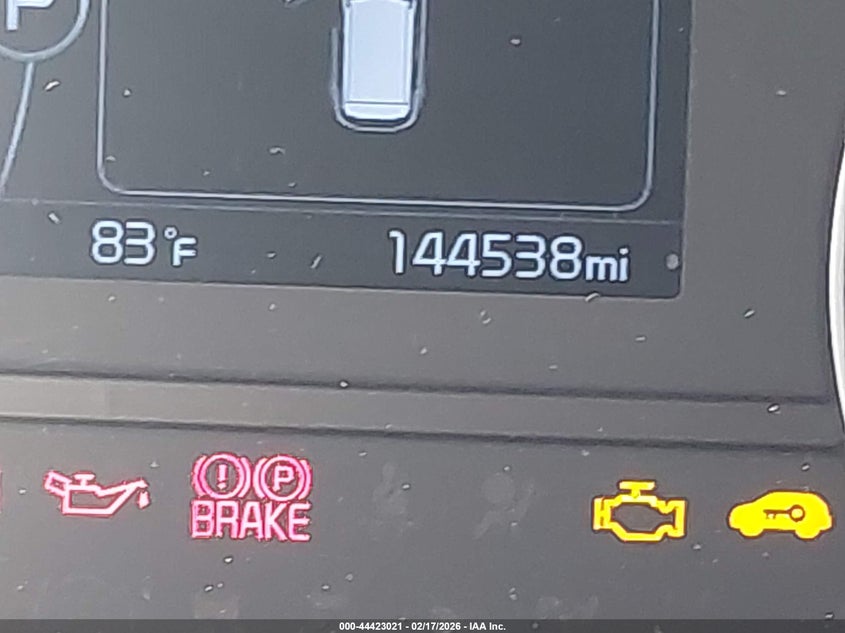 P
83°F 144538mi
! P
BRAKE
000-44423021 - 02/17/2026 - IAA Inc.